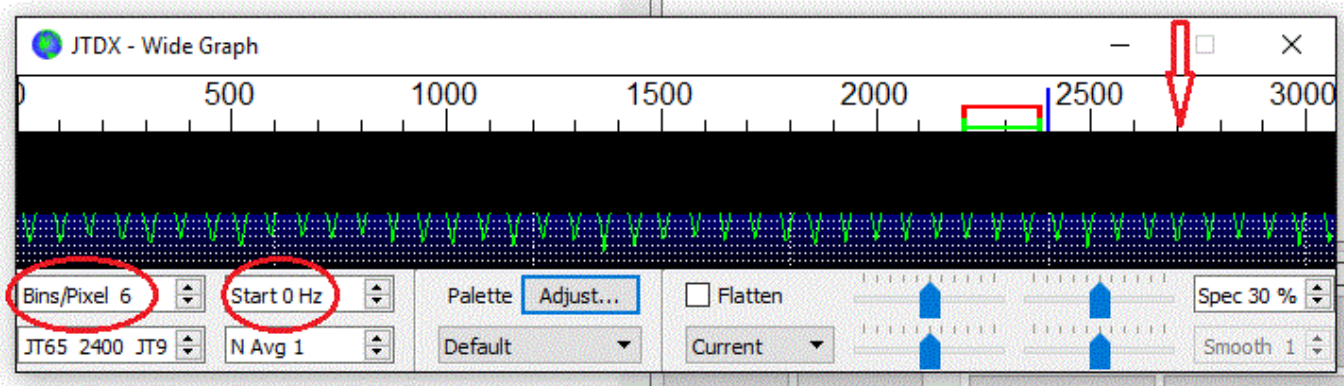 JTDX - Wide Graph
0 500 1000 1500 2000 2500 3000
Bins/Pixel 6 Start 0 Hz Palette Adjust... Flatten Spec 30 %
JT65 2400 JT9 N Avg 1 Default Current Smooth 1